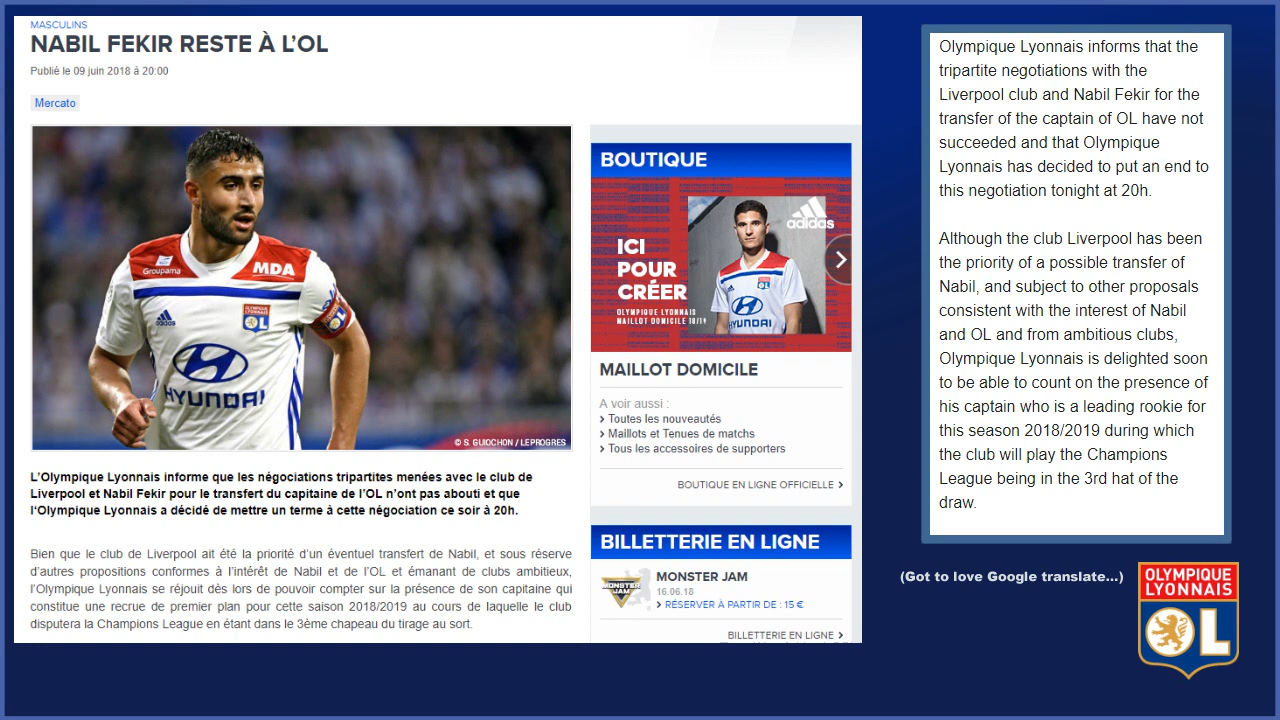 MASCULINS
NABIL FEKIR RESTE À L’OL
Publié le 09 juin 2018 à 20:00
Mercato
Groupama
MDA
adidas
OLYMPIQUE
LYONNAIS
OL
HYUNDAI
© S. GUIOCHON / LEPROGRES
L’Olympique Lyonnais informe que les négociations tripartites menées avec le club de
Liverpool et Nabil Fekir pour le transfert du capitaine de l’OL n’ont pas abouti et que
l‘Olympique Lyonnais a décidé de mettre un terme à cette négociation ce soir à 20h.
Bien que le club de Liverpool ait été la priorité d’un éventuel transfert de Nabil, et sous réserve
d’autres propositions conformes à l’intérêt de Nabil et de l’OL et émanant de clubs ambitieux,
l’Olympique Lyonnais se réjouit dès lors de pouvoir compter sur la présence de son capitaine qui
constitue une recrue de premier plan pour cette saison 2018/2019 au cours de laquelle le club
disputera la Champions League en étant dans le 3ème chapeau du tirage au sort.
BOUTIQUE
adidas
ICI
POUR
CRÉER
OLYMPIQUE LYONNAIS
MAILLOT DOMICILE 18/19
HYUNDAI
MAILLOT DOMICILE
A voir aussi :
Toutes les nouveautés
Maillots et Tenues de matchs
Tous les accessoires de supporters
BOUTIQUE EN LIGNE OFFICIELLE
BILLETTERIE EN LIGNE
MONSTER
JAM
MONSTER JAM
16.06.18
RÉSERVER À PARTIR DE : 15 €
BILLETTERIE EN LIGNE
Olympique Lyonnais informs that the
tripartite negotiations with the
Liverpool club and Nabil Fekir for the
transfer of the captain of OL have not
succeeded and that Olympique
Lyonnais has decided to put an end to
this negotiation tonight at 20h.
Although the club Liverpool has been
the priority of a possible transfer of
Nabil, and subject to other proposals
consistent with the interest of Nabil
and OL and from ambitious clubs,
Olympique Lyonnais is delighted soon
to be able to count on the presence of
his captain who is a leading rookie for
this season 2018/2019 during which
the club will play the Champions
League being in the 3rd hat of the
draw.
(Got to love Google translate...)
OLYMPIQUE
LYONNAIS
OL